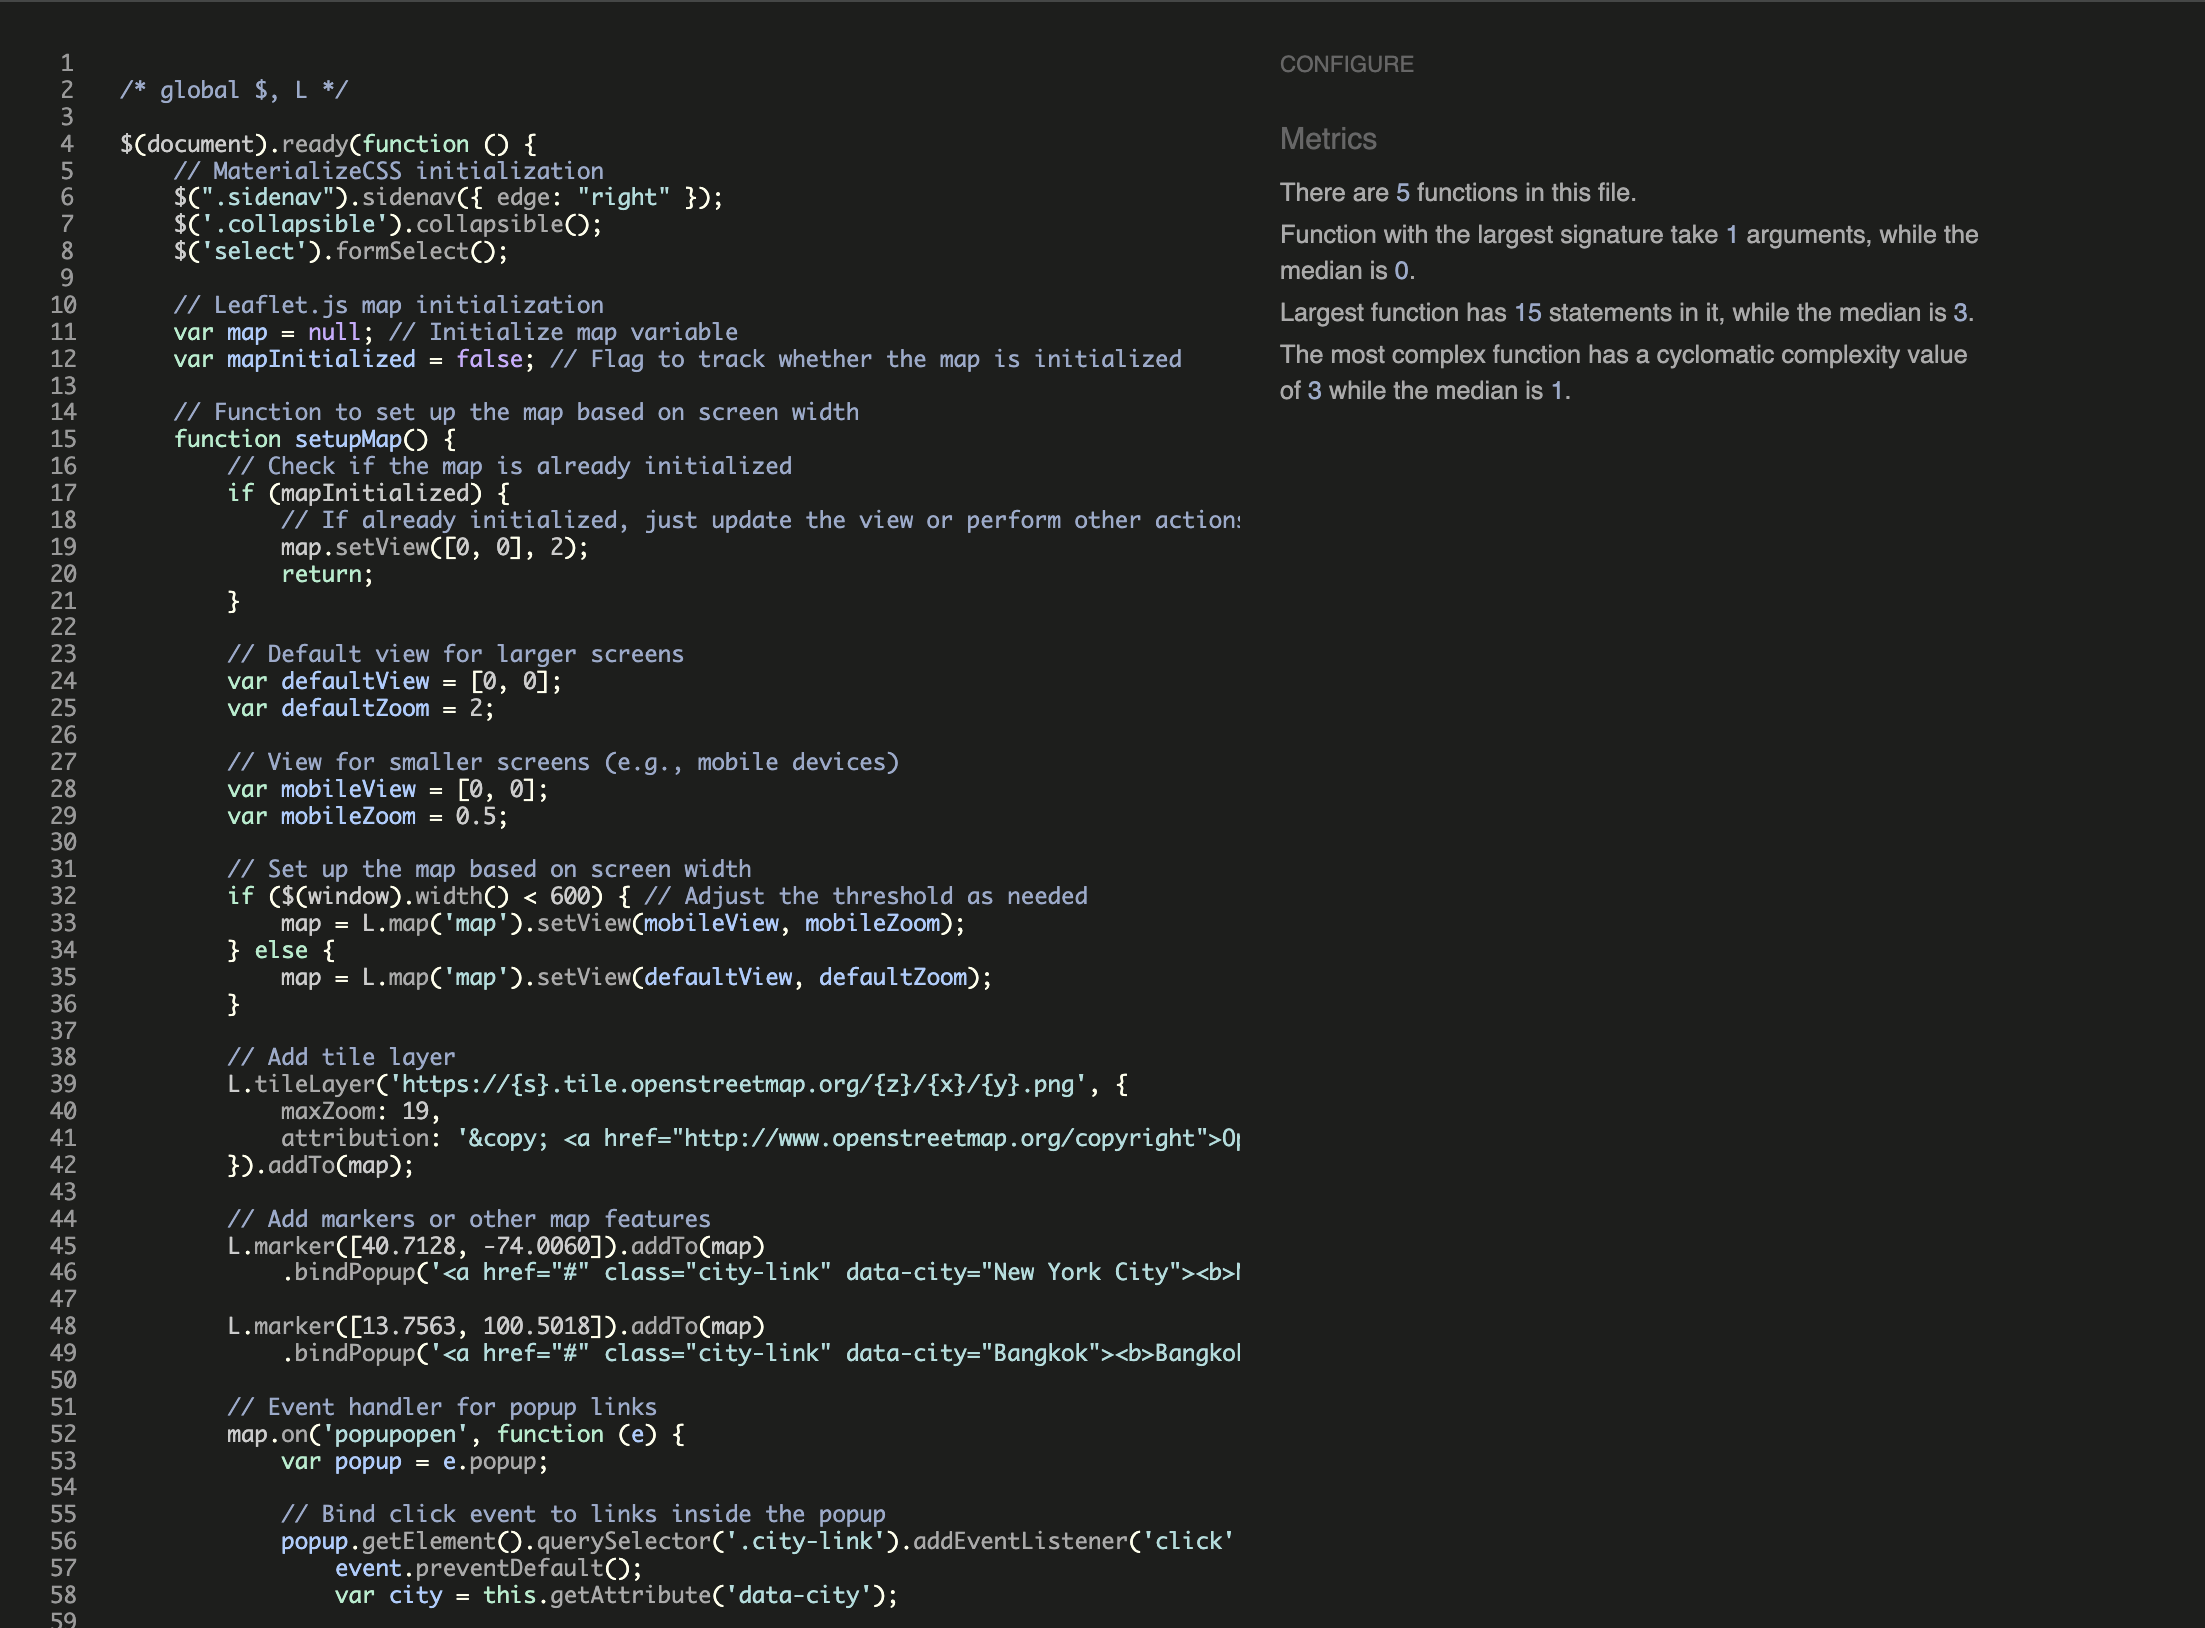 1
2 /* global $, L */
3
4 $(document).ready(function () {
5     // MaterializeCSS initialization
6     $(".sidenav").sidenav({ edge: "right" });
7     $('.collapsible').collapsible();
8     $('select').formSelect();
9
10     // Leaflet.js map initialization
11     var map = null; // Initialize map variable
12     var mapInitialized = false; // Flag to track whether the map is initialized
13
14     // Function to set up the map based on screen width
15     function setupMap() {
16         // Check if the map is already initialized
17         if (mapInitialized) {
18             // If already initialized, just update the view or perform other actions
19             map.setView([0, 0], 2);
20             return;
21         }
22
23         // Default view for larger screens
24         var defaultView = [0, 0];
25         var defaultZoom = 2;
26
27         // View for smaller screens (e.g., mobile devices)
28         var mobileView = [0, 0];
29         var mobileZoom = 0.5;
30
31         // Set up the map based on screen width
32         if ($(window).width() < 600) { // Adjust the threshold as needed
33             map = L.map('map').setView(mobileView, mobileZoom);
34         } else {
35             map = L.map('map').setView(defaultView, defaultZoom);
36         }
37
38         // Add tile layer
39         L.tileLayer('https://{s}.tile.openstreetmap.org/{z}/{x}/{y}.png', {
40             maxZoom: 19,
41             attribution: '&copy; <a href="http://www.openstreetmap.org/copyright">
42         }).addTo(map);
43
44         // Add markers or other map features
45         L.marker([40.7128, -74.0060]).addTo(map)
46             .bindPopup('<a href="#" class="city-link" data-city="New York City"><b>
47
48         L.marker([13.7563, 100.5018]).addTo(map)
49             .bindPopup('<a href="#" class="city-link" data-city="Bangkok"><b>Bangkok
50
51         // Event handler for popup links
52         map.on('popupopen', function (e) {
53             var popup = e.popup;
54
55             // Bind click event to links inside the popup
56             popup.getElement().querySelector('.city-link').addEventListener('click'
57                 event.preventDefault();
58                 var city = this.getAttribute('data-city');
59
CONFIGURE
Metrics
There are 5 functions in this file.
Function with the largest signature take 1 arguments, while the
median is 0.
Largest function has 15 statements in it, while the median is 3.
The most complex function has a cyclomatic complexity value
of 3 while the median is 1.